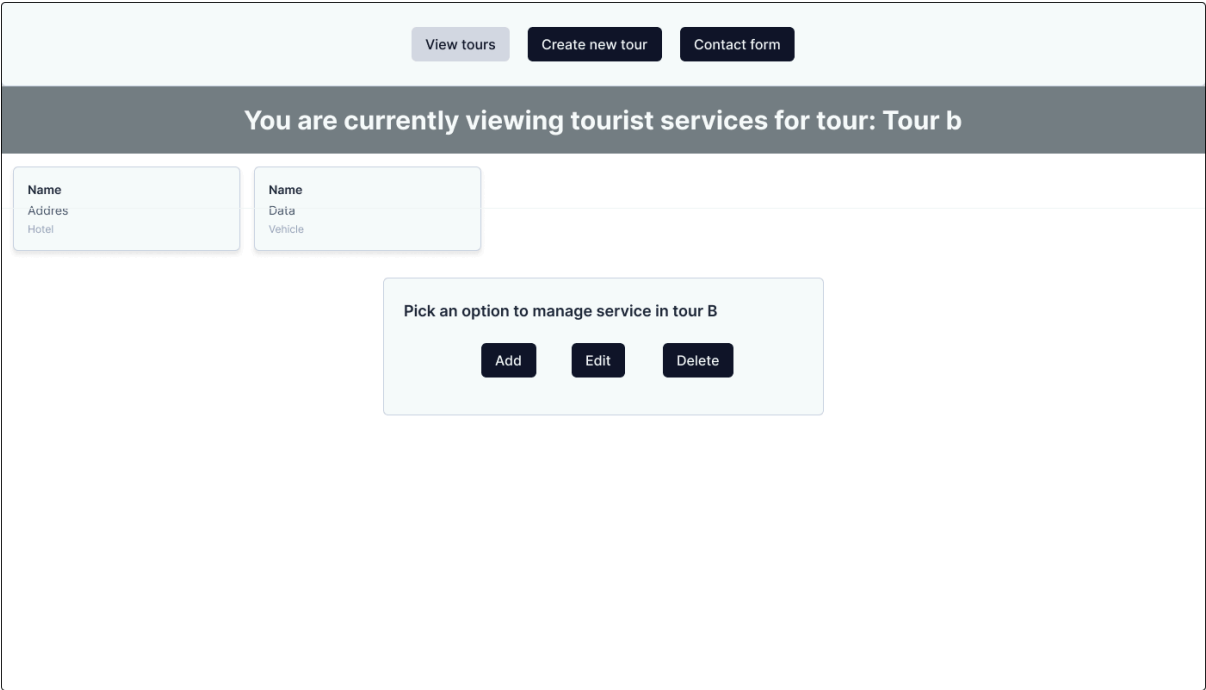 View tours Create new tour Contact form
You are currently viewing tourist services for tour: Tour b
Name
Addres
Hotel
Name
Data
Vehicle
Pick an option to manage service in tour B
Add Edit Delete